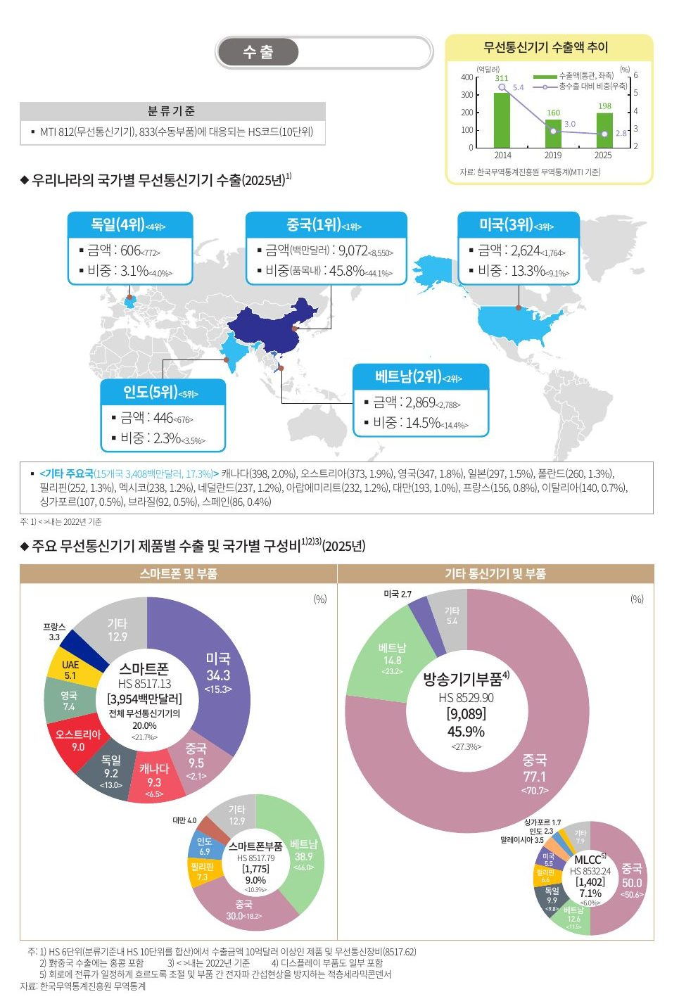 수 출
무선통신기기 수출액 추이
(억달러)
(%)
수출액(통관, 좌축)
총수출 대비 비중(우축)
400
300
200
100
0
6
5
4
3
2
311
160
198
5.4
3.0
2.8
2014
2019
2025
자료: 한국무역통계진흥원 무역통계(MTI 기준)
분 류 기 준
▪ MTI 812(무선통신기기), 833(수동부품)에 대응되는 HS코드(10단위)
◆ 우리나라의 국가별 무선통신기기 수출(2025년)1)
독일(4위)<4위>
▪ 금액 : 606<772>
▪ 비중 : 3.1%<4.0%>
중국(1위)<1위>
▪ 금액(백만달러) : 9,072<8,550>
▪ 비중(품목내) : 45.8%<44.1%>
미국(3위)<3위>
▪ 금액 : 2,624<1,764>
▪ 비중 : 13.3%<9.1%>
인도(5위)<5위>
▪ 금액 : 446<676>
▪ 비중 : 2.3%<3.5%>
베트남(2위)<2위>
▪ 금액 : 2,869<2,788>
▪ 비중 : 14.5%<14.4%>
▪ <기타 주요국(15개국 3,408백만달러, 17.3%)> 캐나다(398, 2.0%), 오스트리아(373, 1.9%), 영국(347, 1.8%), 일본(297, 1.5%), 폴란드(260, 1.3%),
필리핀(252, 1.3%), 멕시코(238, 1.2%), 네덜란드(237, 1.2%), 아랍에미리트(232, 1.2%), 대만(193, 1.0%), 프랑스(156, 0.8%), 이탈리아(140, 0.7%),
싱가포르(107, 0.5%), 브라질(92, 0.5%), 스페인(86, 0.4%)
주: 1) < >내는 2022년 기준
◆ 주요 무선통신기기 제품별 수출 및 국가별 구성비1)2)3)(2025년)
스마트폰 및 부품
(%)
스마트폰
HS 8517.13
[3,954백만달러]
전체 무선통신기기의
20.0%
<21.7%>
미국
34.3
<15.3>
중국
9.5
<2.1>
캐나다
9.3
<6.5>
독일
9.2
<13.0>
오스트리아
9.0
영국
7.4
UAE
5.1
프랑스
3.3
기타
12.9
스마트폰부품
HS 8517.79
[1,775]
9.0%
<10.3%>
베트남
38.9
<46.0>
중국
30.0<18.2>
필리핀
7.3
인도
6.9
대만 4.0
기타
12.9
기타 통신기기 및 부품
(%)
방송기기부품4)
HS 8529.90
[9,089]
45.9%
<27.3%>
중국
77.1
<70.7>
베트남
14.8
<23.2>
미국 2.7
기타
5.4
MLCC5)
HS 8532.24
[1,402]
7.1%
<6.0%>
중국
50.0
<50.6>
베트남
12.6
<11.5>
독일
9.9
<9.8>
필리핀
6.6
미국
5.5
말레이시아 3.5
인도 2.3
싱가포르 1.7
기타
7.9
주: 1) HS 6단위(분류기준내 HS 10단위를 합산)에서 수출금액 10억달러 이상인 제품 및 무선통신장비(8517.62)
2) 對중국 수출에는 홍콩 포함 3) < >내는 2022년 기준 4) 디스플레이 부품도 일부 포함
5) 회로에 전류가 일정하게 흐르도록 조절 및 부품 간 전자파 간섭현상을 방지하는 적층세라믹콘덴서
자료: 한국무역통계진흥원 무역통계